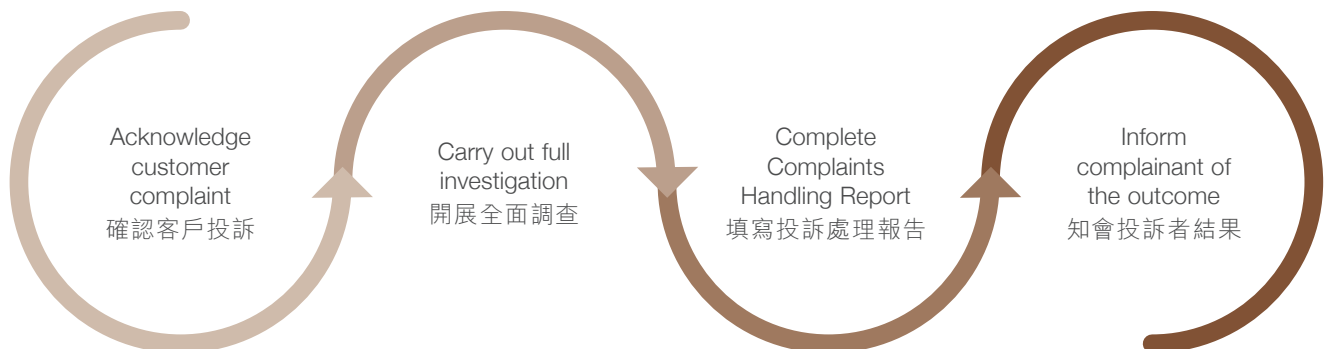 Acknowledge
customer
complaint
確認客戶投訴
Carry out full
investigation
開展全面調查
Complete
Complaints
Handling Report
填寫投訴處理報告
Inform
complainant of
the outcome
知會投訴者結果